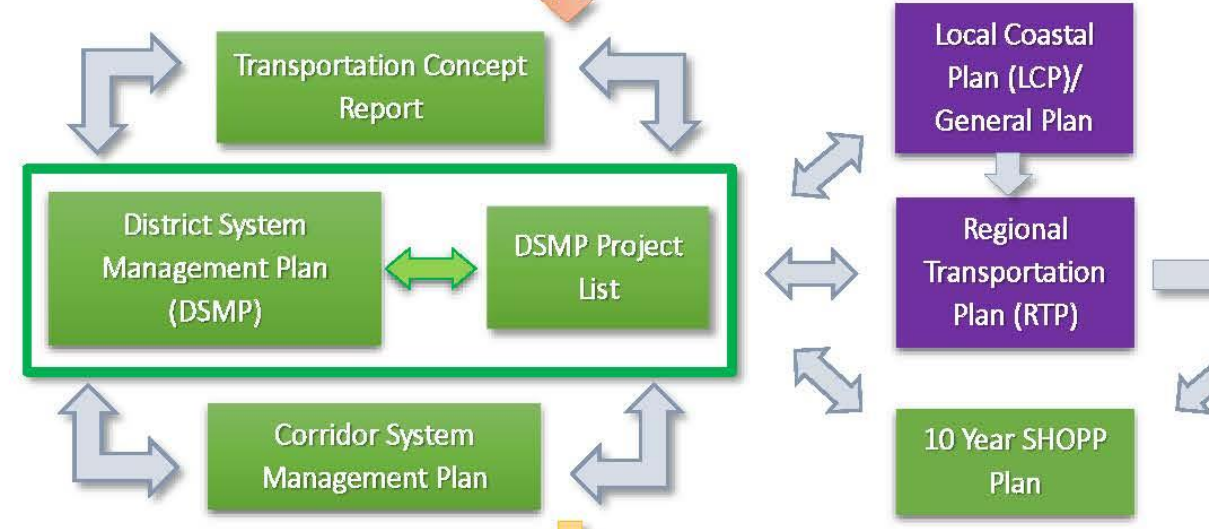 Transportation Concept
Report
District System
Management Plan
(DSMP)
DSMP Project
List
Corridor System
Management Plan
Local Coastal
Plan (LCP)/
General Plan
Regional
Transportation
Plan (RTP)
10 Year SHOPP
Plan